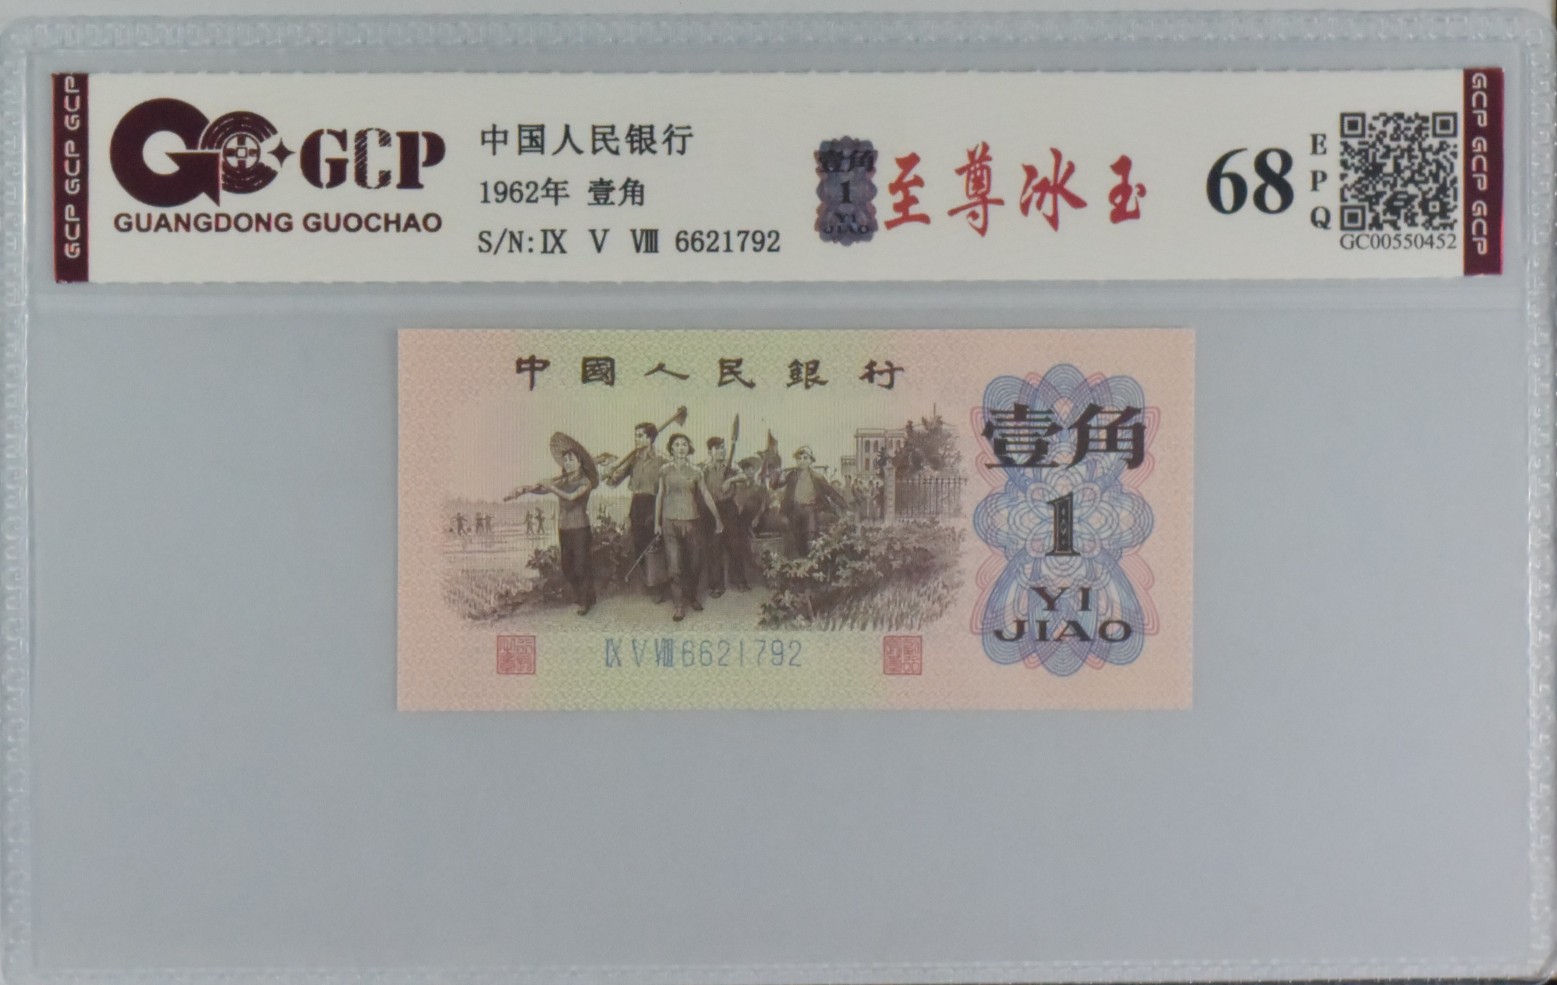 GCP GCP GCP
GCP
GUANGDONG GUOCHAO
中国人民银行
1962年 壹角
S/N: Ⅸ Ⅴ Ⅷ 6621792
壹角
1
YI
JIAO
至尊冰玉
68
EPQ
GC00550452
GCP GCP GCP
中國人民銀行
壹角
1
YI
JIAO
Ⅸ Ⅴ Ⅷ 6621792